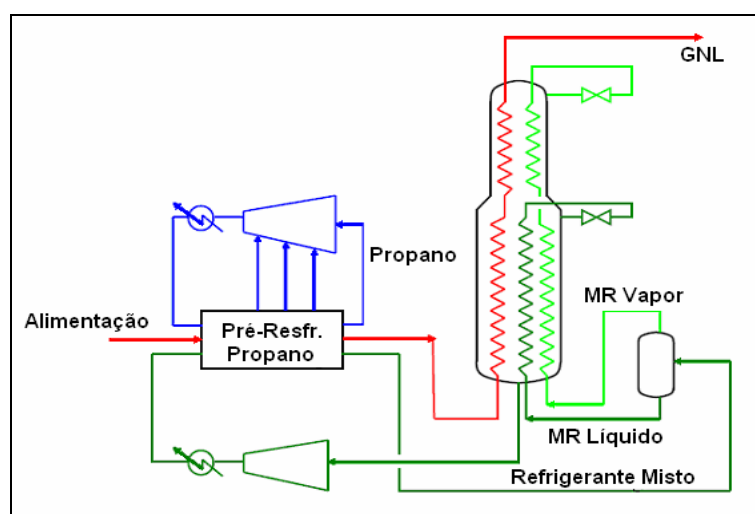 GNL
Propano
MR Vapor
Alimentação
Pré-Resfr.
Propano
MR Líquido
Refrigerante Misto